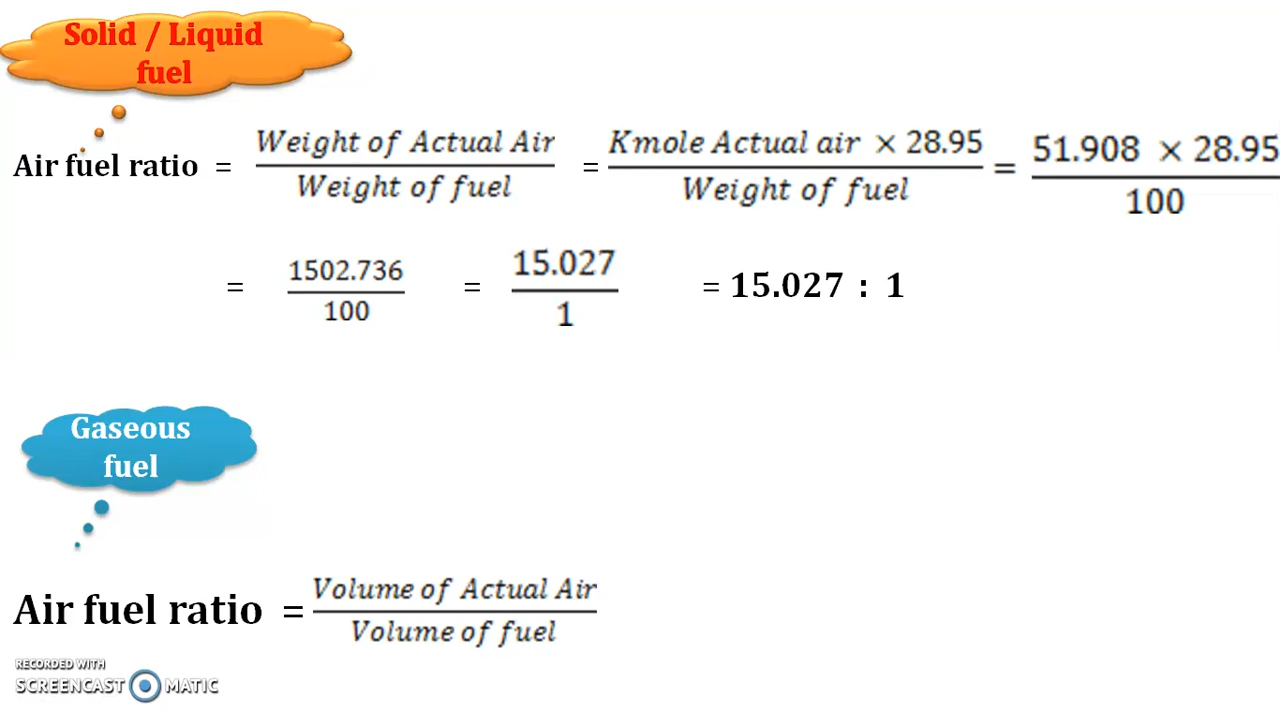 Solid / Liquid
fuel
Air fuel ratio = Weight of Actual Air / Weight of fuel = Kmole Actual air × 28.95 / Weight of fuel = 51.908 × 28.95 / 100
= 1502.736 / 100 = 15.027 / 1 = 15.027 : 1
Gaseous
fuel
Air fuel ratio = Volume of Actual Air / Volume of fuel
RECORDED WITH
SCREENCAST MATIC